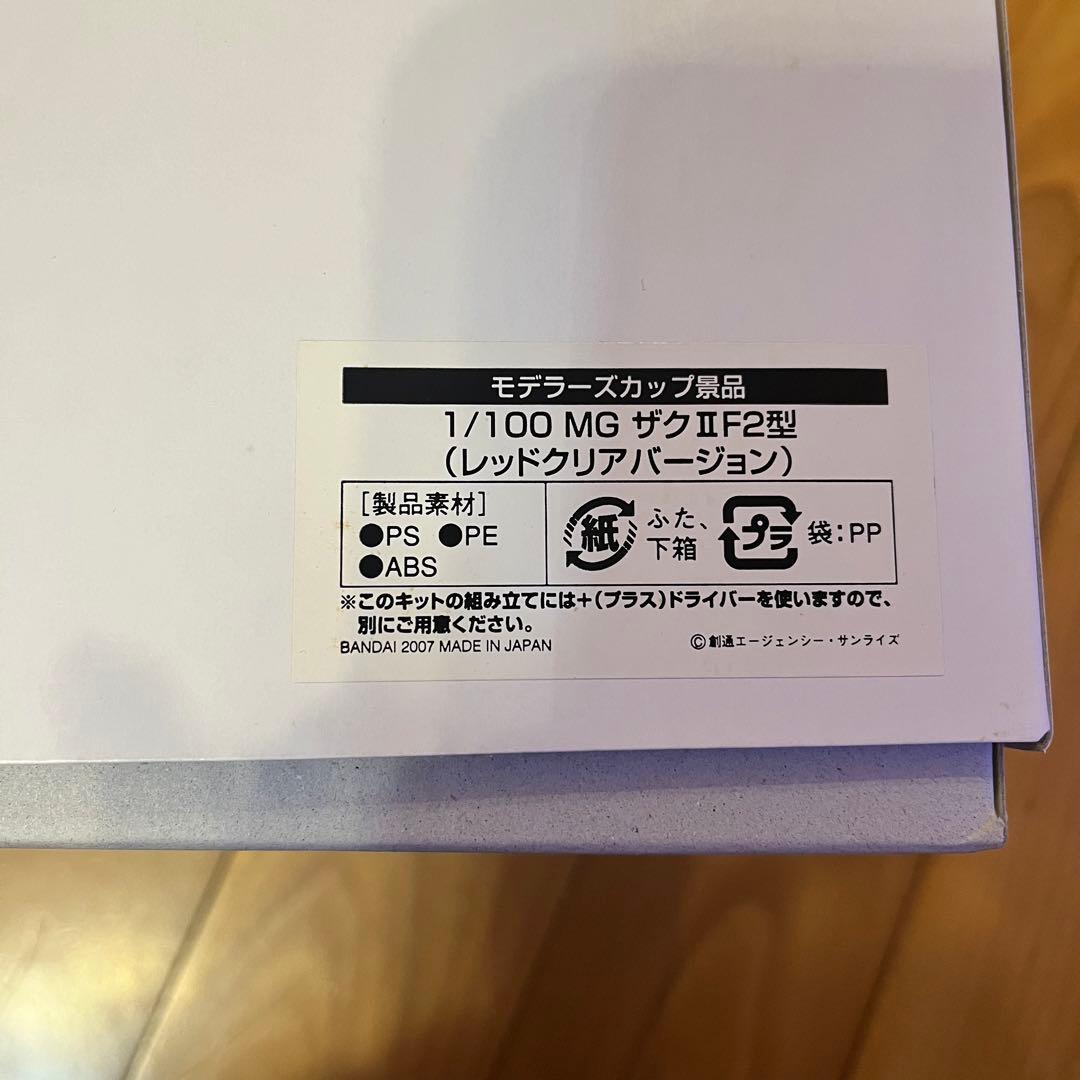 モデラーズカップ景品
1/100 MG ザクⅡF2型
（レッドクリアバージョン）
［製品素材］
●PS ●PE
●ABS
紙
ふた、
下箱
プラ
袋：PP
※このキットの組み立てには＋（プラス）ドライバーを使いますので、
別にご用意ください。
BANDAI 2007 MADE IN JAPAN
©創通エージェンシー・サンライズ